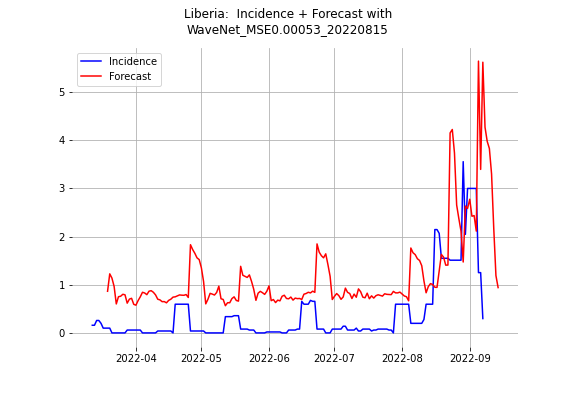 Liberia:  Incidence + Forecast with
WaveNet_MSE0.00053_20220815
Incidence
Forecast
5
4
3
2
1
0
2022-04 2022-05 2022-06 2022-07 2022-08 2022-09